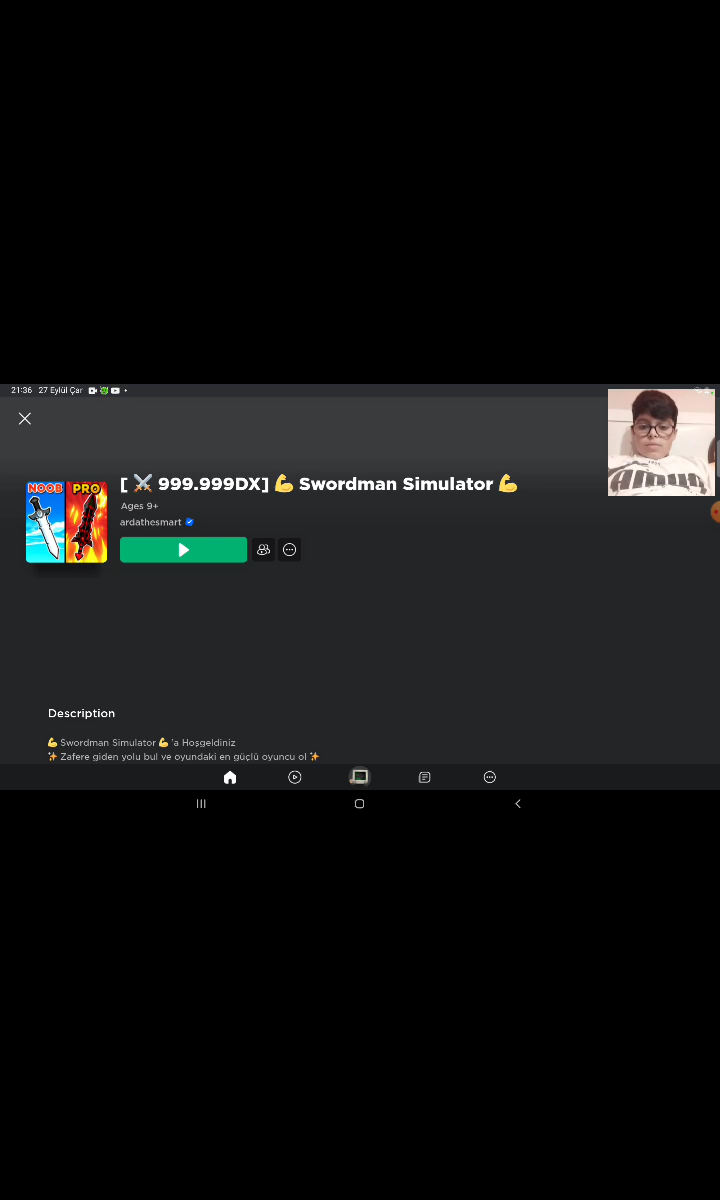 21:36 27 Eylül Çar
[ ⚔️ 999.999DX] 💪 Swordman Simulator 💪
NOOB PRO
Ages 9+
ardathesmart
Description
💪 Swordman Simulator 💪 'a Hoşgeldiniz
✨ Zafere giden yolu bul ve oyundaki en güçlü oyuncu ol ✨